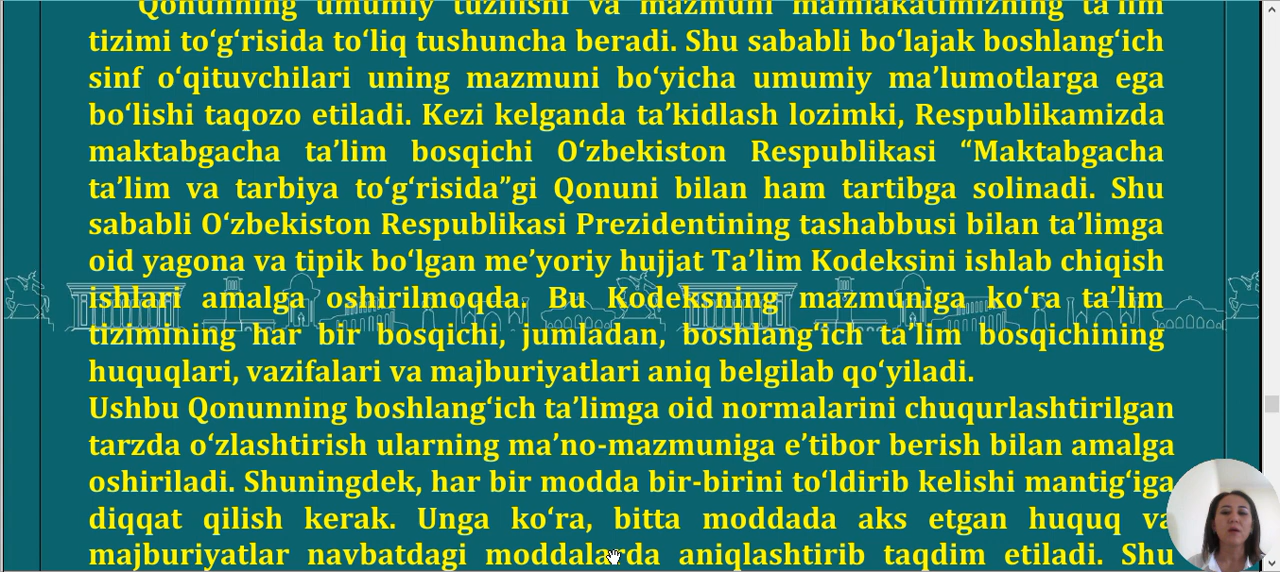 Qonunning umumiy tuzilishi va mazmuni mamlakatimizning ta’lim
tizimi to‘g‘risida to‘liq tushuncha beradi. Shu sababli bo‘lajak boshlang‘ich
sinf o‘qituvchilari uning mazmuni bo‘yicha umumiy ma’lumotlarga ega
bo‘lishi taqozo etiladi. Kezi kelganda ta’kidlash lozimki, Respublikamizda
maktabgacha ta’lim bosqichi O‘zbekiston Respublikasi “Maktabgacha
ta’lim va tarbiya to‘g‘risida”gi Qonuni bilan ham tartibga solinadi. Shu
sababli O‘zbekiston Respublikasi Prezidentining tashabbusi bilan ta’limga
oid yagona va tipik bo‘lgan me’yoriy hujjat Ta’lim Kodeksini ishlab chiqish
ishlari amalga oshirilmoqda. Bu Kodeksning mazmuniga ko‘ra ta’lim
tizimining har bir bosqichi, jumladan, boshlang‘ich ta’lim bosqichining
huquqlari, vazifalari va majburiyatlari aniq belgilab qo‘yiladi.
Ushbu Qonunning boshlang‘ich ta’limga oid normalarini chuqurlashtirilgan
tarzda o‘zlashtirish ularning ma’no-mazmuniga e’tibor berish bilan amalga
oshiriladi. Shuningdek, har bir modda bir-birini to‘ldirib kelishi mantig‘iga
diqqat qilish kerak. Unga ko‘ra, bitta moddada aks etgan huquq va
majburiyatlar navbatdagi moddalarda aniqlashtirib taqdim etiladi. Shu